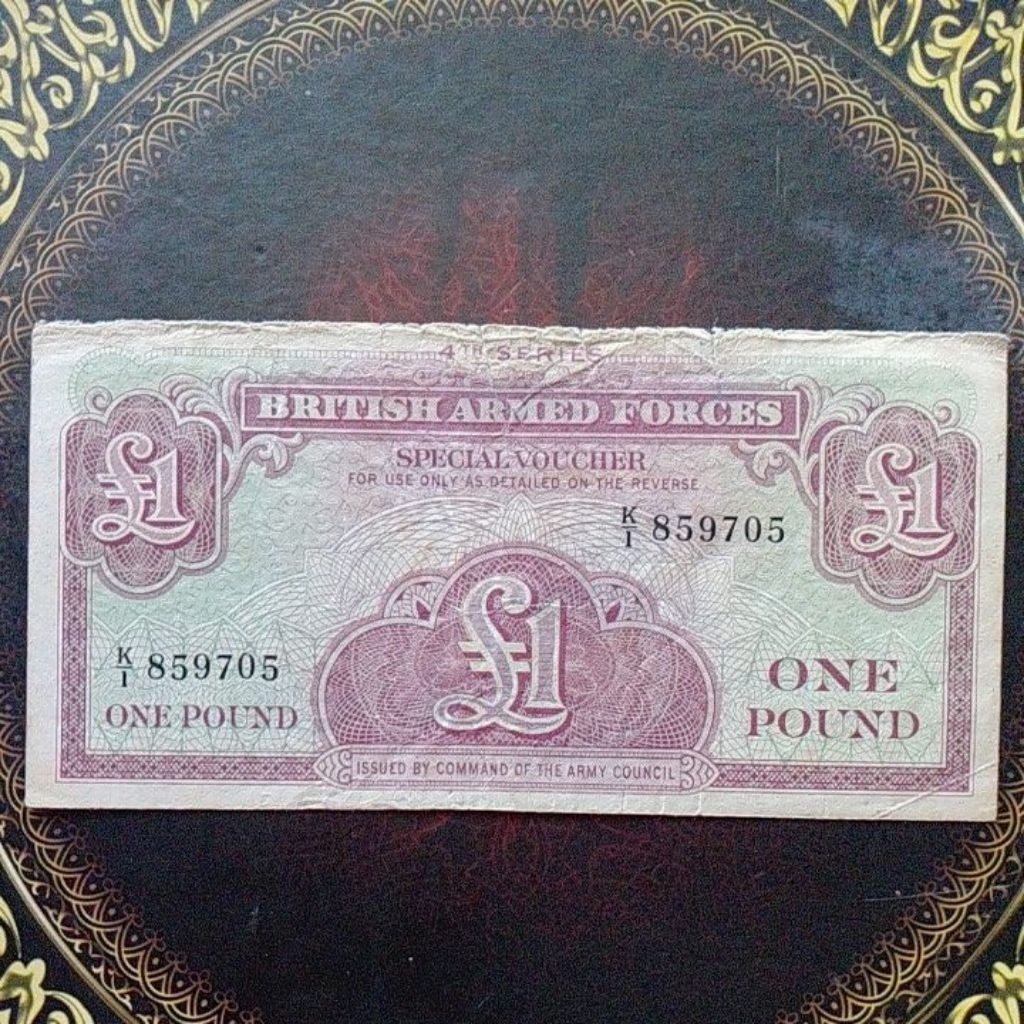 4TH SERIES
BRITISH ARMED FORCES
£1
£1
SPECIAL VOUCHER
FOR USE ONLY AS DETAILED ON THE REVERSE
K/1 859705
£1
K/1 859705
ONE POUND
ONE
POUND
ISSUED BY COMMAND OF THE ARMY COUNCIL